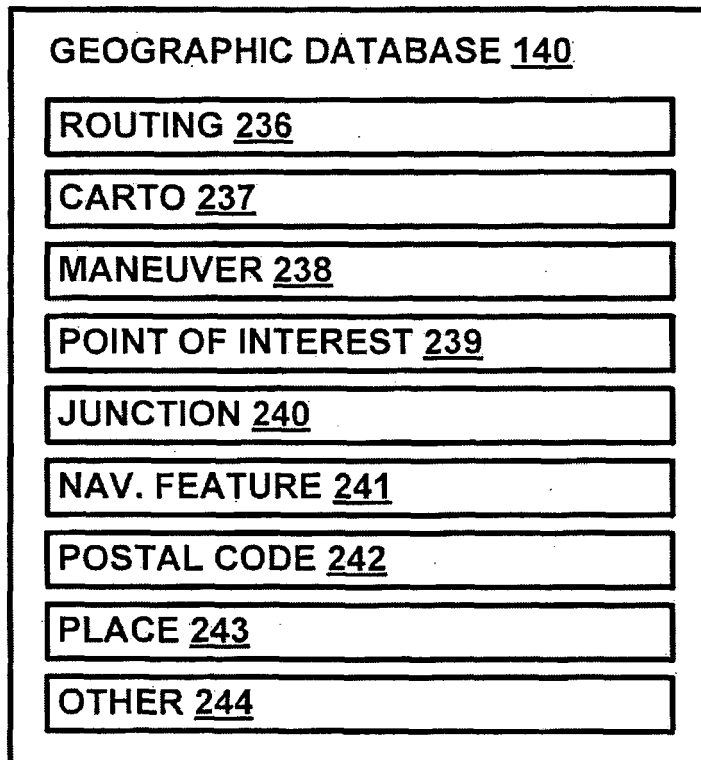 GEOGRAPHIC DATABASE 140
ROUTING 236
CARTO 237
MANEUVER 238
POINT OF INTEREST 239
JUNCTION 240
NAV. FEATURE 241
POSTAL CODE 242
PLACE 243
OTHER 244